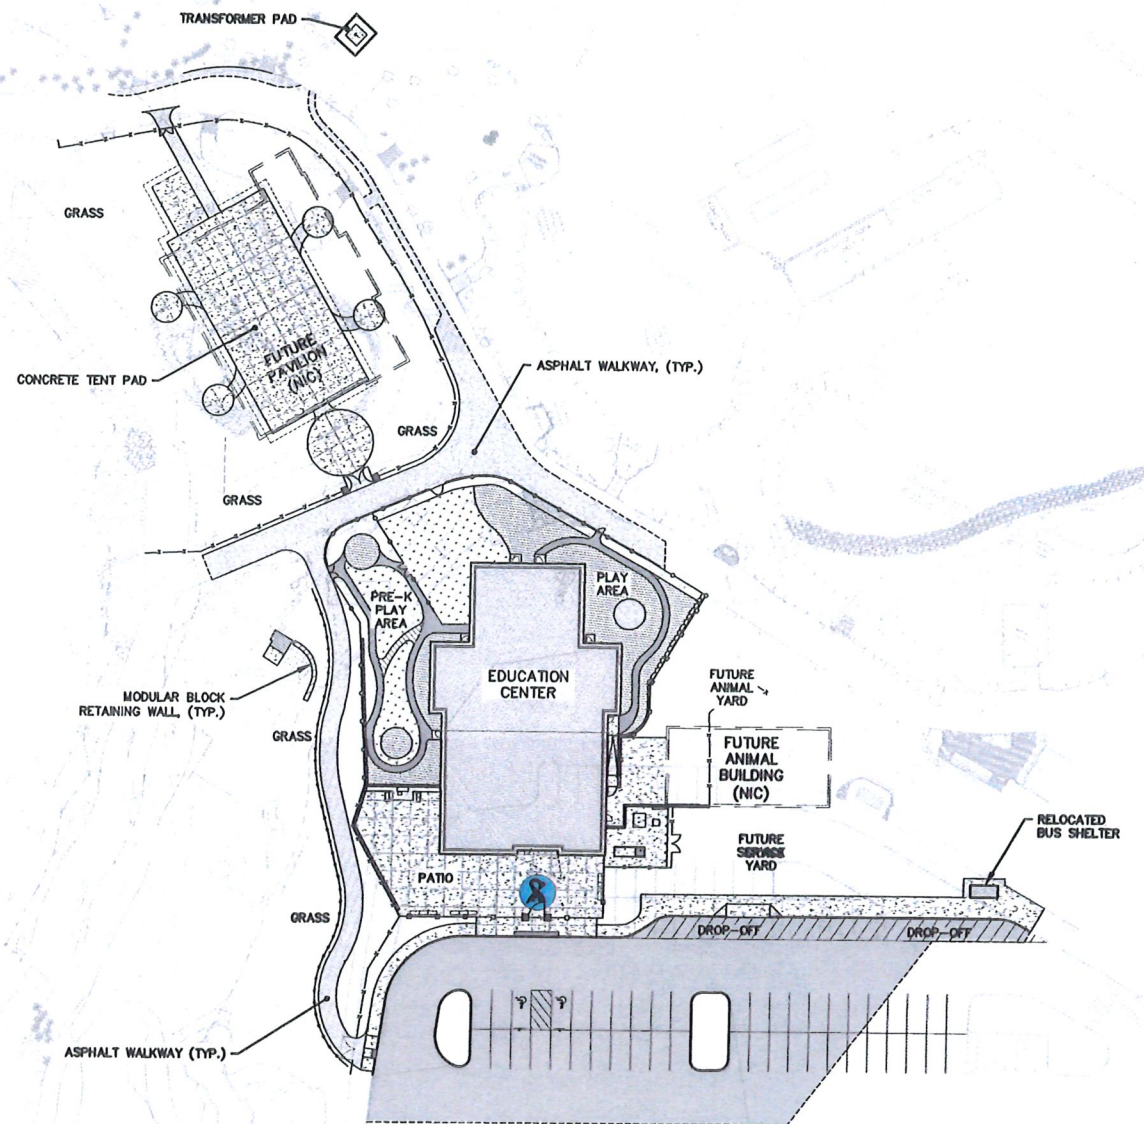 TRANSFORMER PAD
GRASS
FUTURE
PAVILION
(NIC)
CONCRETE TENT PAD
ASPHALT WALKWAY, (TYP.)
GRASS
GRASS
PRE-K
PLAY
AREA
PLAY
AREA
EDUCATION
CENTER
MODULAR BLOCK
RETAINING WALL, (TYP.)
FUTURE
ANIMAL
YARD
GRASS
FUTURE
ANIMAL
BUILDING
(NIC)
RELOCATED
BUS SHELTER
FUTURE
YARD
PATIO
GRASS
DROP-OFF
DROP-OFF
ASPHALT WALKWAY (TYP.)